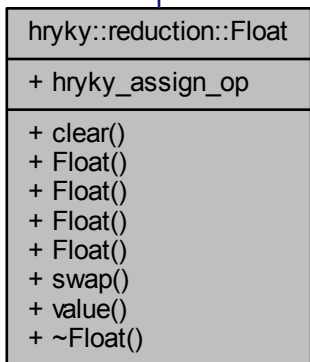 hryky::reduction::Float
+ hryky_assign_op
+ clear()
+ Float()
+ Float()
+ Float()
+ Float()
+ swap()
+ value()
+ ~Float()